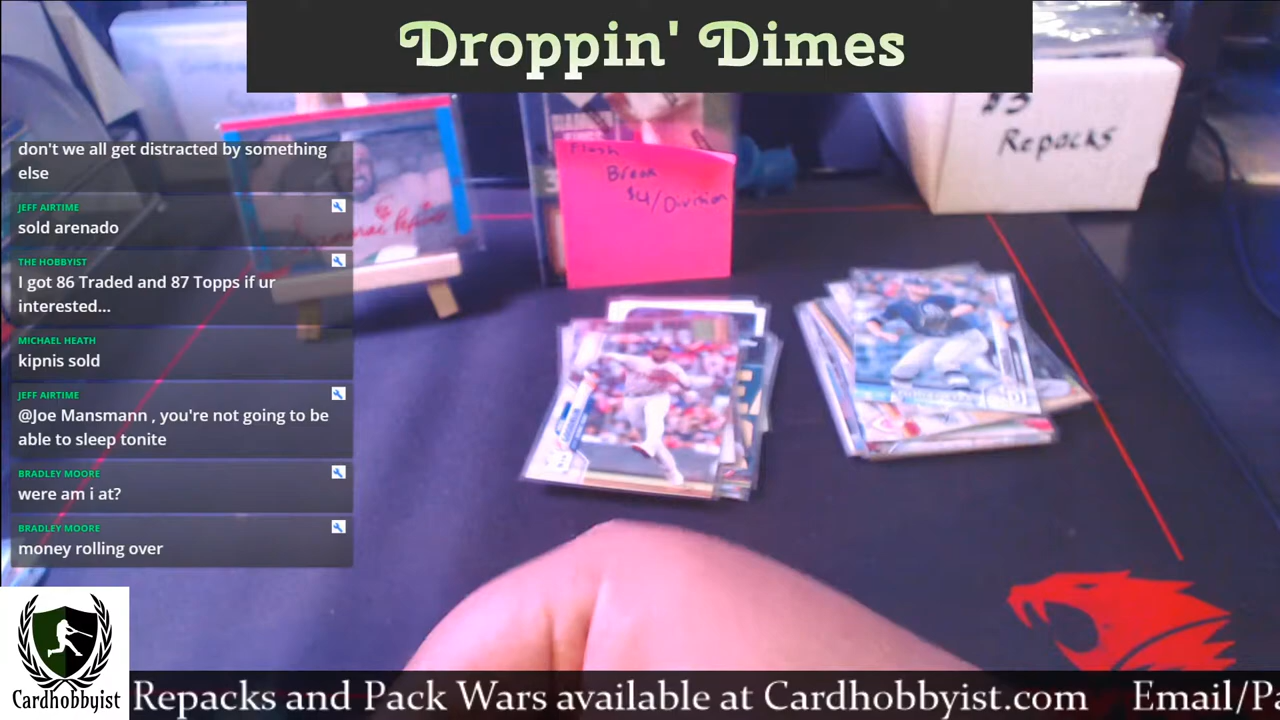 Droppin' Dimes
$3
Repacks
Flash
Break
$4/Division
don't we all get distracted by something
else
JEFF AIRTIME
sold arenado
THE HOBBYIST
I got 86 Traded and 87 Topps if ur
interested...
MICHAEL HEATH
kipnis sold
JEFF AIRTIME
@Joe Mansmann , you're not going to be
able to sleep tonite
BRADLEY MOORE
were am i at?
BRADLEY MOORE
money rolling over
Cardhobbyist
Repacks and Pack Wars available at Cardhobbyist.com Email/Pa